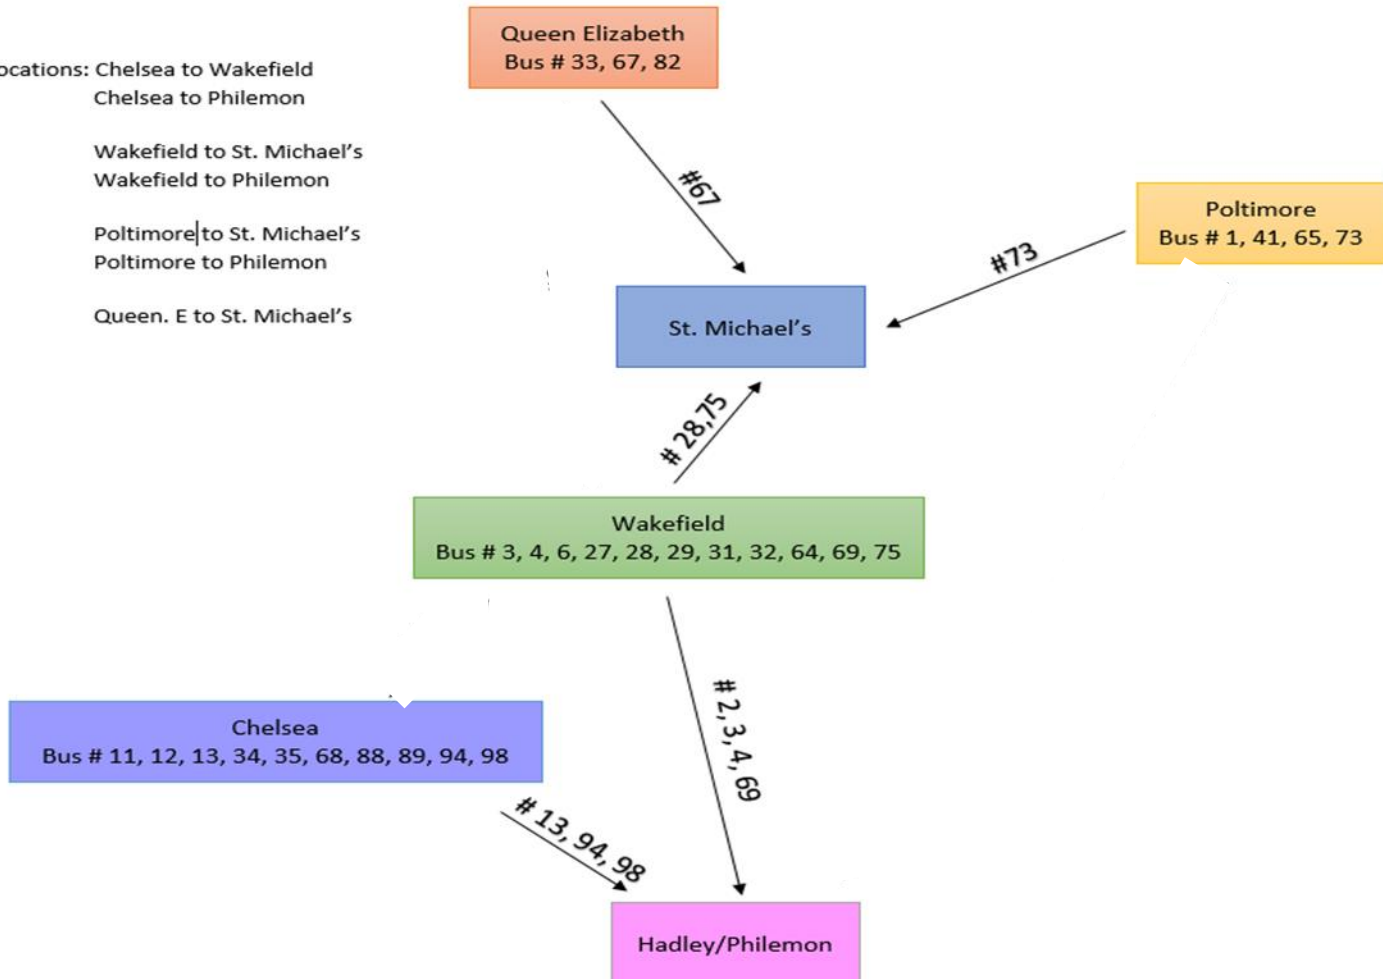 Queen Elizabeth
Bus # 33, 67, 82
ocations: Chelsea to Wakefield
Chelsea to Philemon
Wakefield to St. Michael’s
Wakefield to Philemon
Poltimore to St. Michael’s
Poltimore to Philemon
Queen. E to St. Michael’s
#67
Poltimore
Bus # 1, 41, 65, 73
#73
St. Michael’s
# 28,75
Wakefield
Bus # 3, 4, 6, 27, 28, 29, 31, 32, 64, 69, 75
# 2, 3, 4, 69
Chelsea
Bus # 11, 12, 13, 34, 35, 68, 88, 89, 94, 98
# 13, 94, 98
Hadley/Philemon